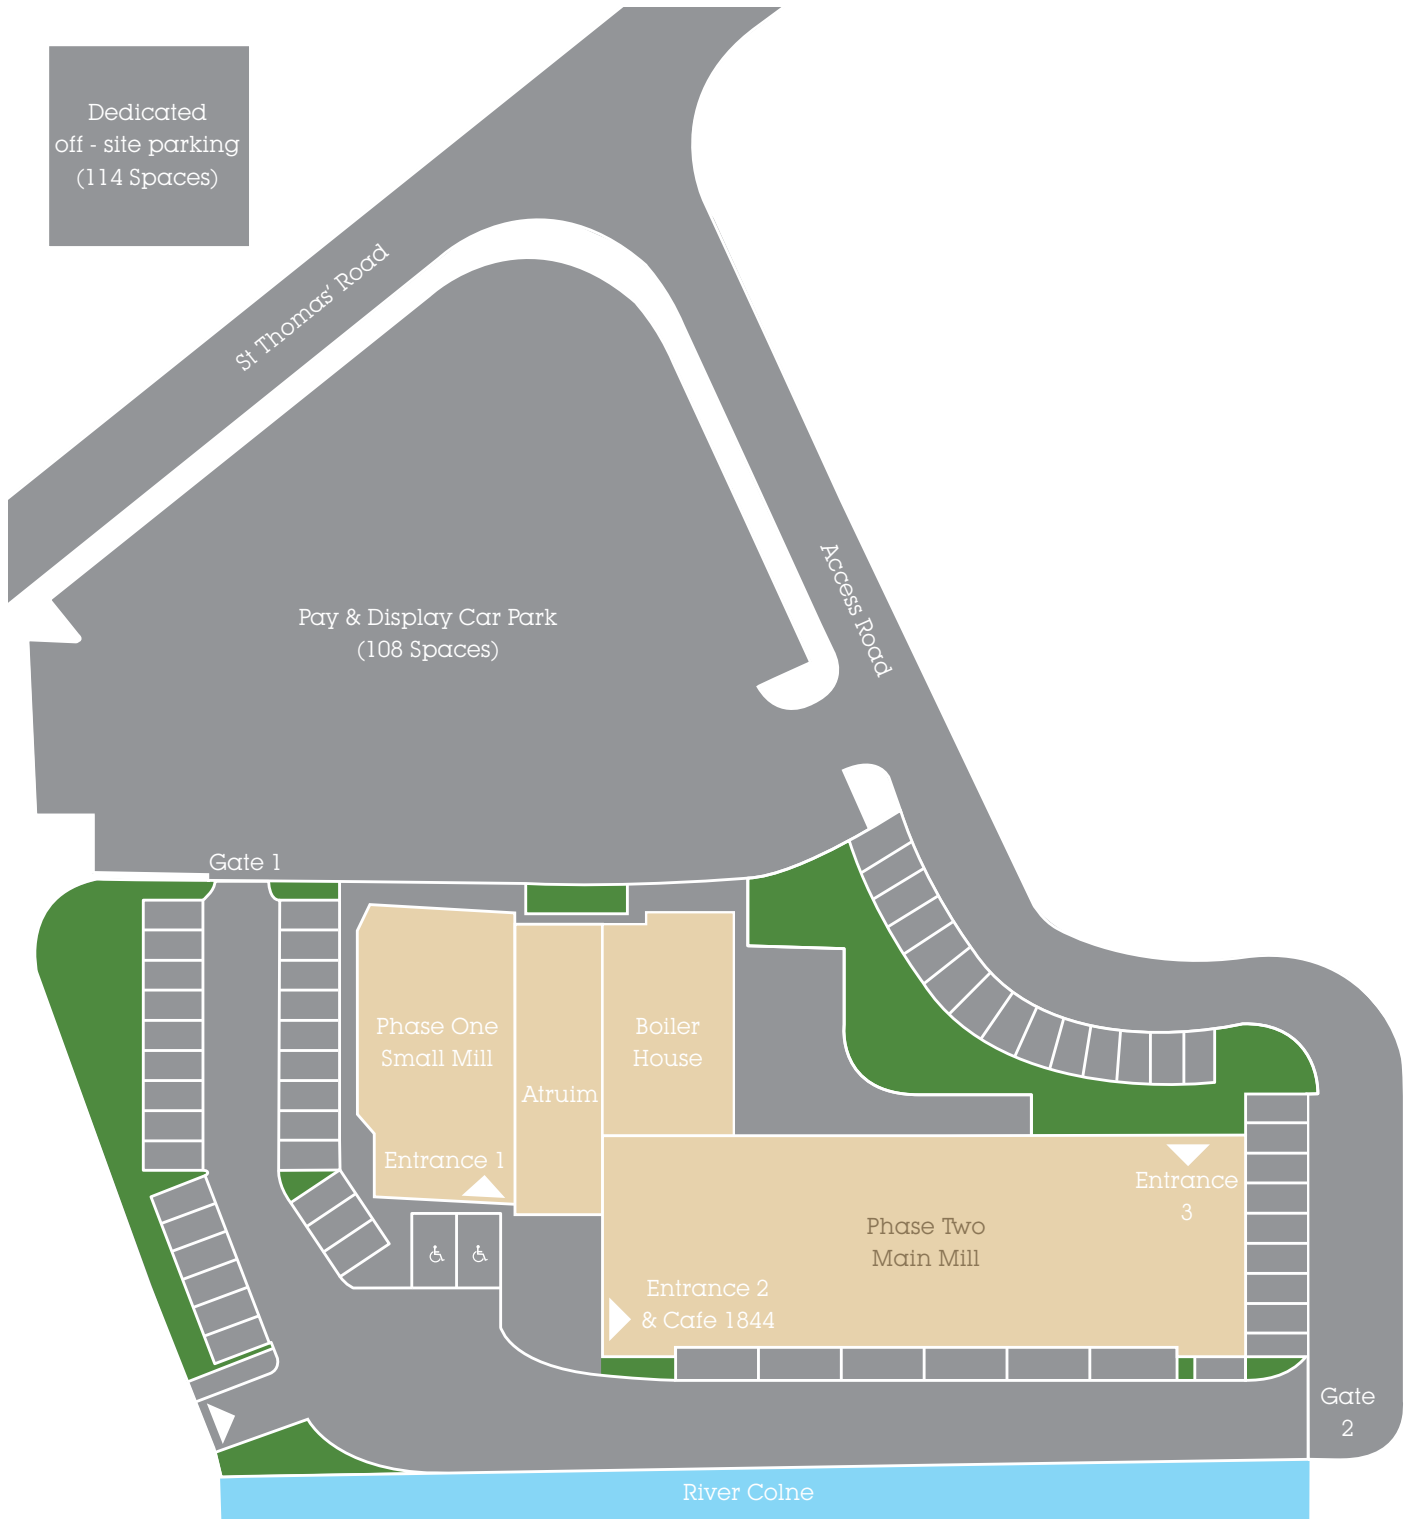 Dedicated
off - site parking
(114 Spaces)
St Thomas' Road
Access Road
Pay & Display Car Park
(108 Spaces)
Gate 1
Phase One
Small Mill
Boiler
House
Atruim
Entrance 1
Entrance
3
Phase Two
Main Mill
Entrance 2
& Cafe 1844
Gate
2
River Colne